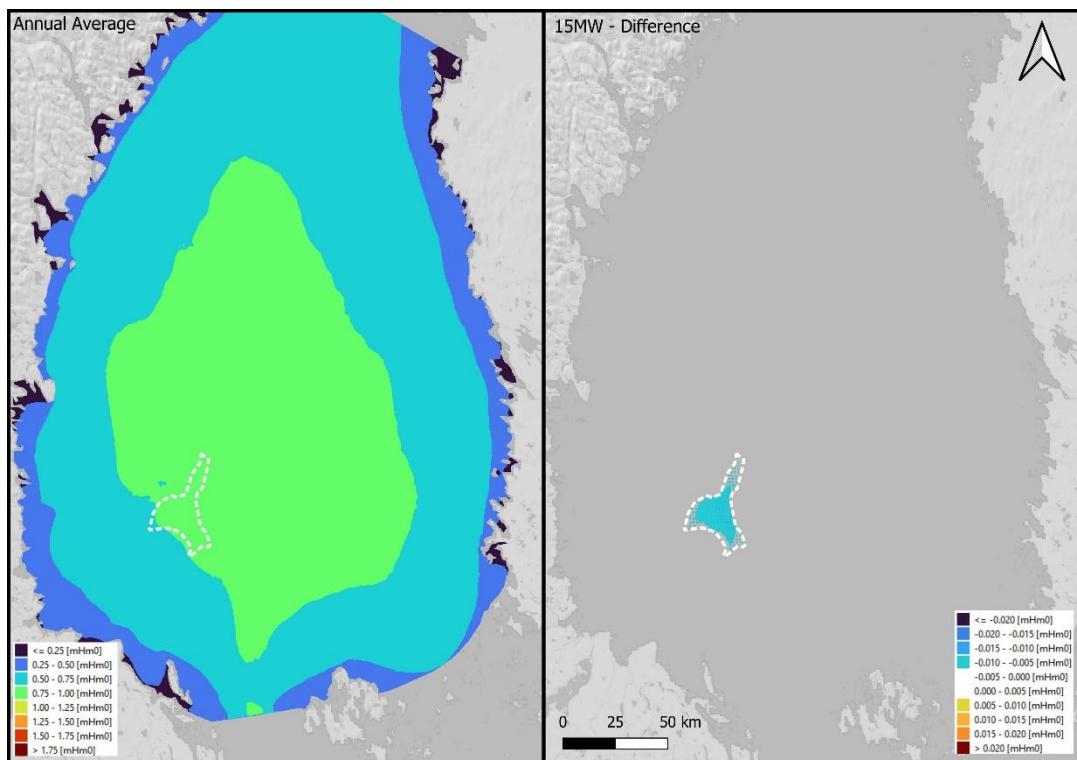 Annual Average
<= 0.25 [mHm0]
0.25 - 0.50 [mHm0]
0.50 - 0.75 [mHm0]
0.75 - 1.00 [mHm0]
1.00 - 1.25 [mHm0]
1.25 - 1.50 [mHm0]
1.50 - 1.75 [mHm0]
> 1.75 [mHm0]
15MW - Difference
0 25 50 km
<= -0.020 [mHm0]
-0.020 - -0.015 [mHm0]
-0.015 - -0.010 [mHm0]
-0.010 - -0.005 [mHm0]
-0.005 - 0.000 [mHm0]
0.000 - 0.005 [mHm0]
0.005 - 0.010 [mHm0]
0.010 - 0.015 [mHm0]
0.015 - 0.020 [mHm0]
> 0.020 [mHm0]